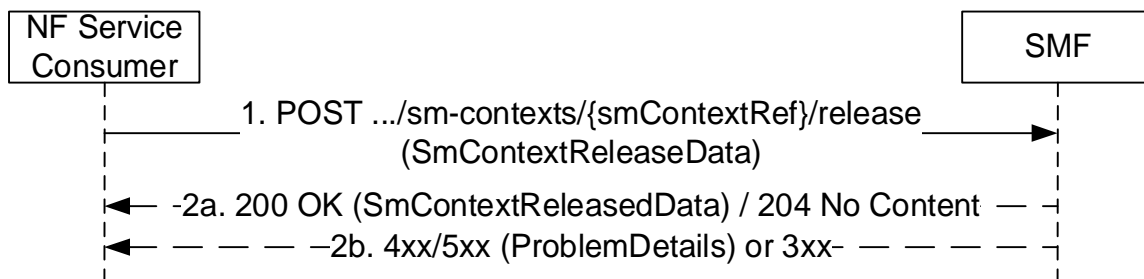 NF Service
Consumer
SMF
1. POST .../sm-contexts/{smContextRef}/release
(SmContextReleaseData)
2a. 200 OK (SmContextReleasedData) / 204 No Content
2b. 4xx/5xx (ProblemDetails) or 3xx